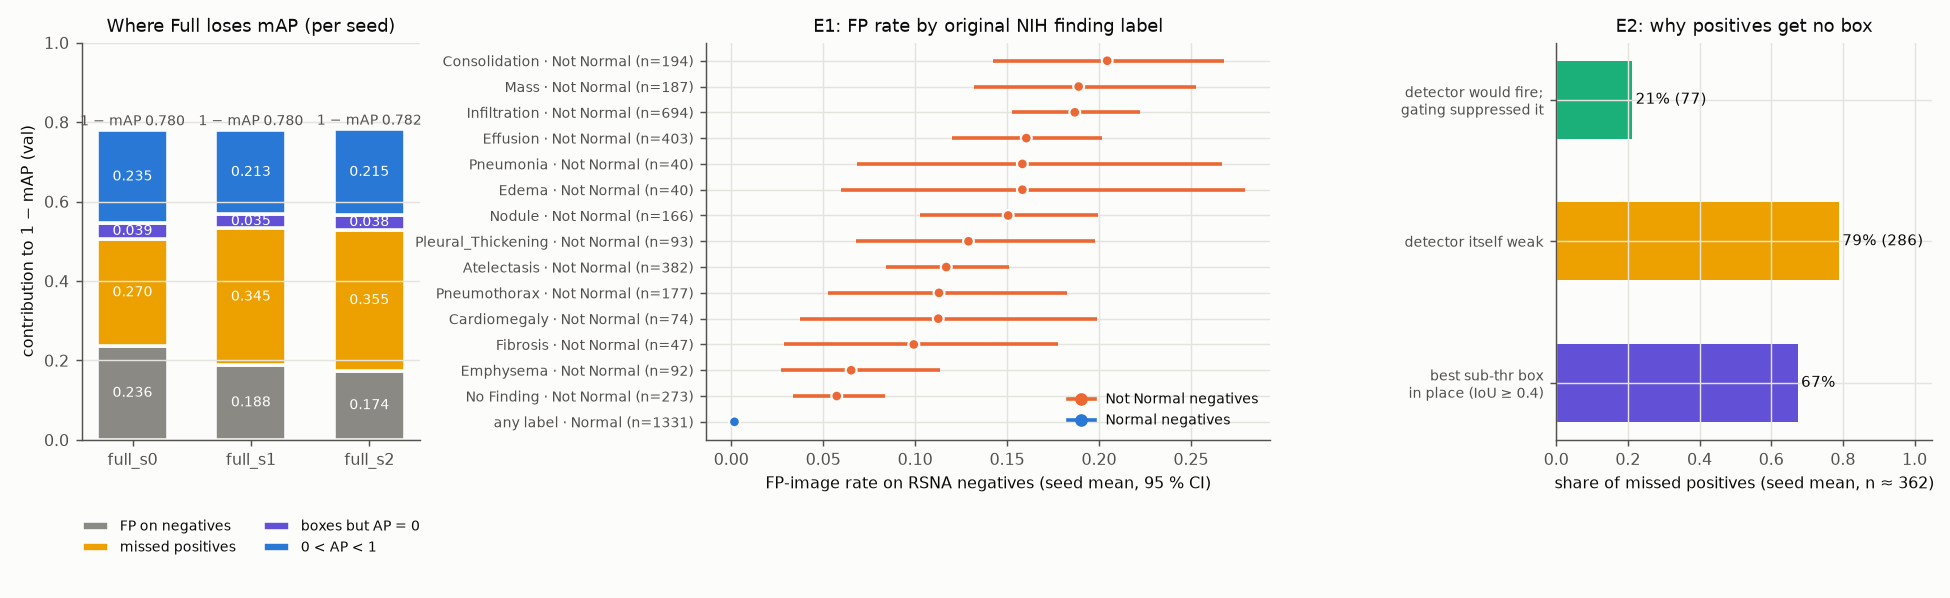 Where Full loses mAP (per seed)
contribution to 1 − mAP (val)
1.0
0.8
0.6
0.4
0.2
0.0
1 − mAP 0.780
1 − mAP 0.780
1 − mAP 0.782
0.235
0.213
0.215
0.039
0.035
0.038
0.270
0.345
0.355
0.236
0.188
0.174
full_s0
full_s1
full_s2
FP on negatives
missed positives
boxes but AP = 0
0 < AP < 1
E1: FP rate by original NIH finding label
Consolidation · Not Normal (n=194)
Mass · Not Normal (n=187)
Infiltration · Not Normal (n=694)
Effusion · Not Normal (n=403)
Pneumonia · Not Normal (n=40)
Edema · Not Normal (n=40)
Nodule · Not Normal (n=166)
Pleural_Thickening · Not Normal (n=93)
Atelectasis · Not Normal (n=382)
Pneumothorax · Not Normal (n=177)
Cardiomegaly · Not Normal (n=74)
Fibrosis · Not Normal (n=47)
Emphysema · Not Normal (n=92)
No Finding · Not Normal (n=273)
any label · Normal (n=1331)
Not Normal negatives
Normal negatives
0.00
0.05
0.10
0.15
0.20
0.25
FP-image rate on RSNA negatives (seed mean, 95 % CI)
E2: why positives get no box
detector would fire;
gating suppressed it
21% (77)
detector itself weak
79% (286)
best sub-thr box
in place (IoU ≥ 0.4)
67%
0.0
0.2
0.4
0.6
0.8
1.0
share of missed positives (seed mean, n ≈ 362)